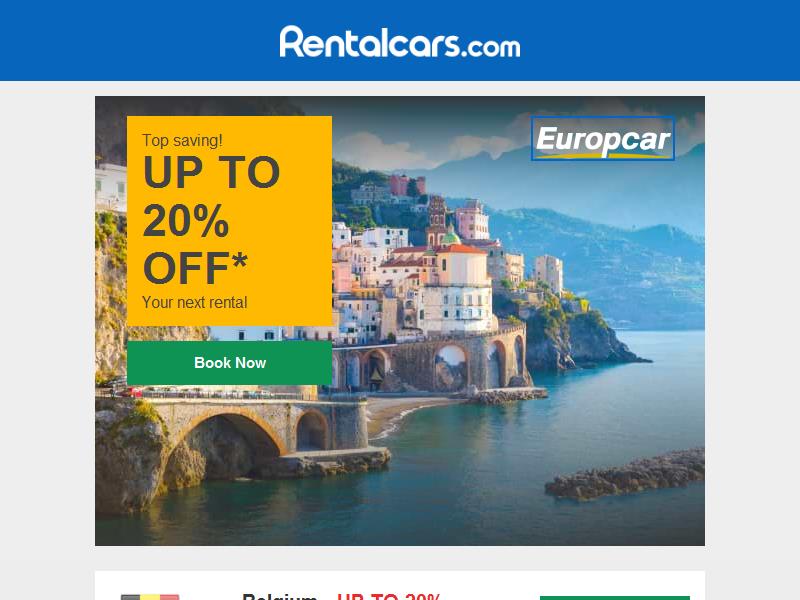 Rentalcars.com
Top saving!
UP TO
20%
OFF*
Your next rental
Europcar
Book Now
Belgium - UP TO 20%